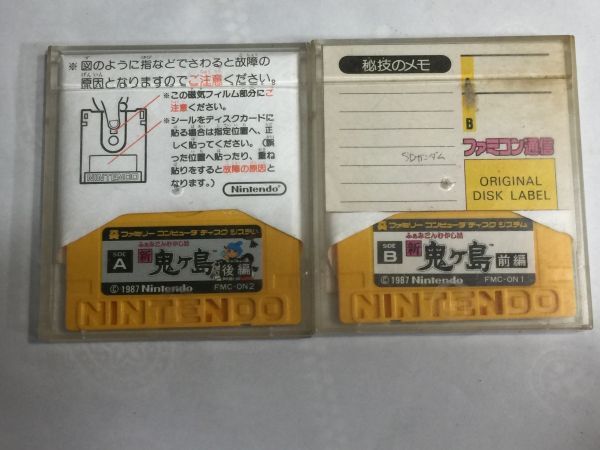 ※図のように指などでさわると故障の
原因となりますのでご注意ください。
※この磁気フィルム部分にご
注意ください。
※シールをディスクカードに
貼る場合は指定位置へ、正
しく貼ってください。(誤
った位置へ貼ったり、重ね
貼りをすると故障の原因と
なります。)
NINTENDO
Nintendo
ファミリー コンピュータ ディスク システム
ふぁみこんむかし話
SIDE
A
新 鬼ヶ島 後編
©1987 Nintendo FMC-ON2
NINTENDO
秘技のメモ
SDガンダム
B
ファミコン通信
ORIGINAL
DISK LABEL
ファミリー コンピュータ ディスク システム
ふぁみこんむかし話
SIDE
B
新 鬼ヶ島 前編
©1987 Nintendo FMC-ON1
NINTENDO